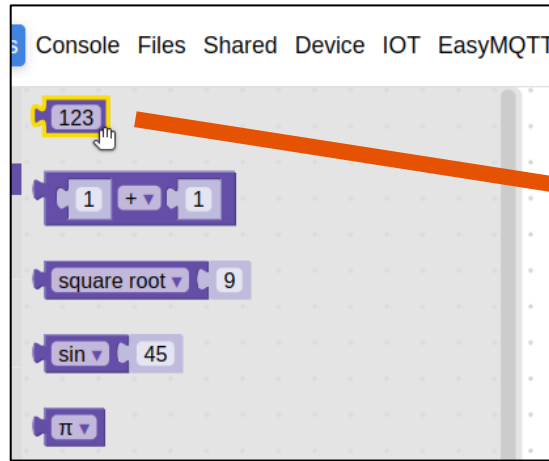 s Console Files Shared Device IOT EasyMQTT
123
1 + 1
square root 9
sin 45
π